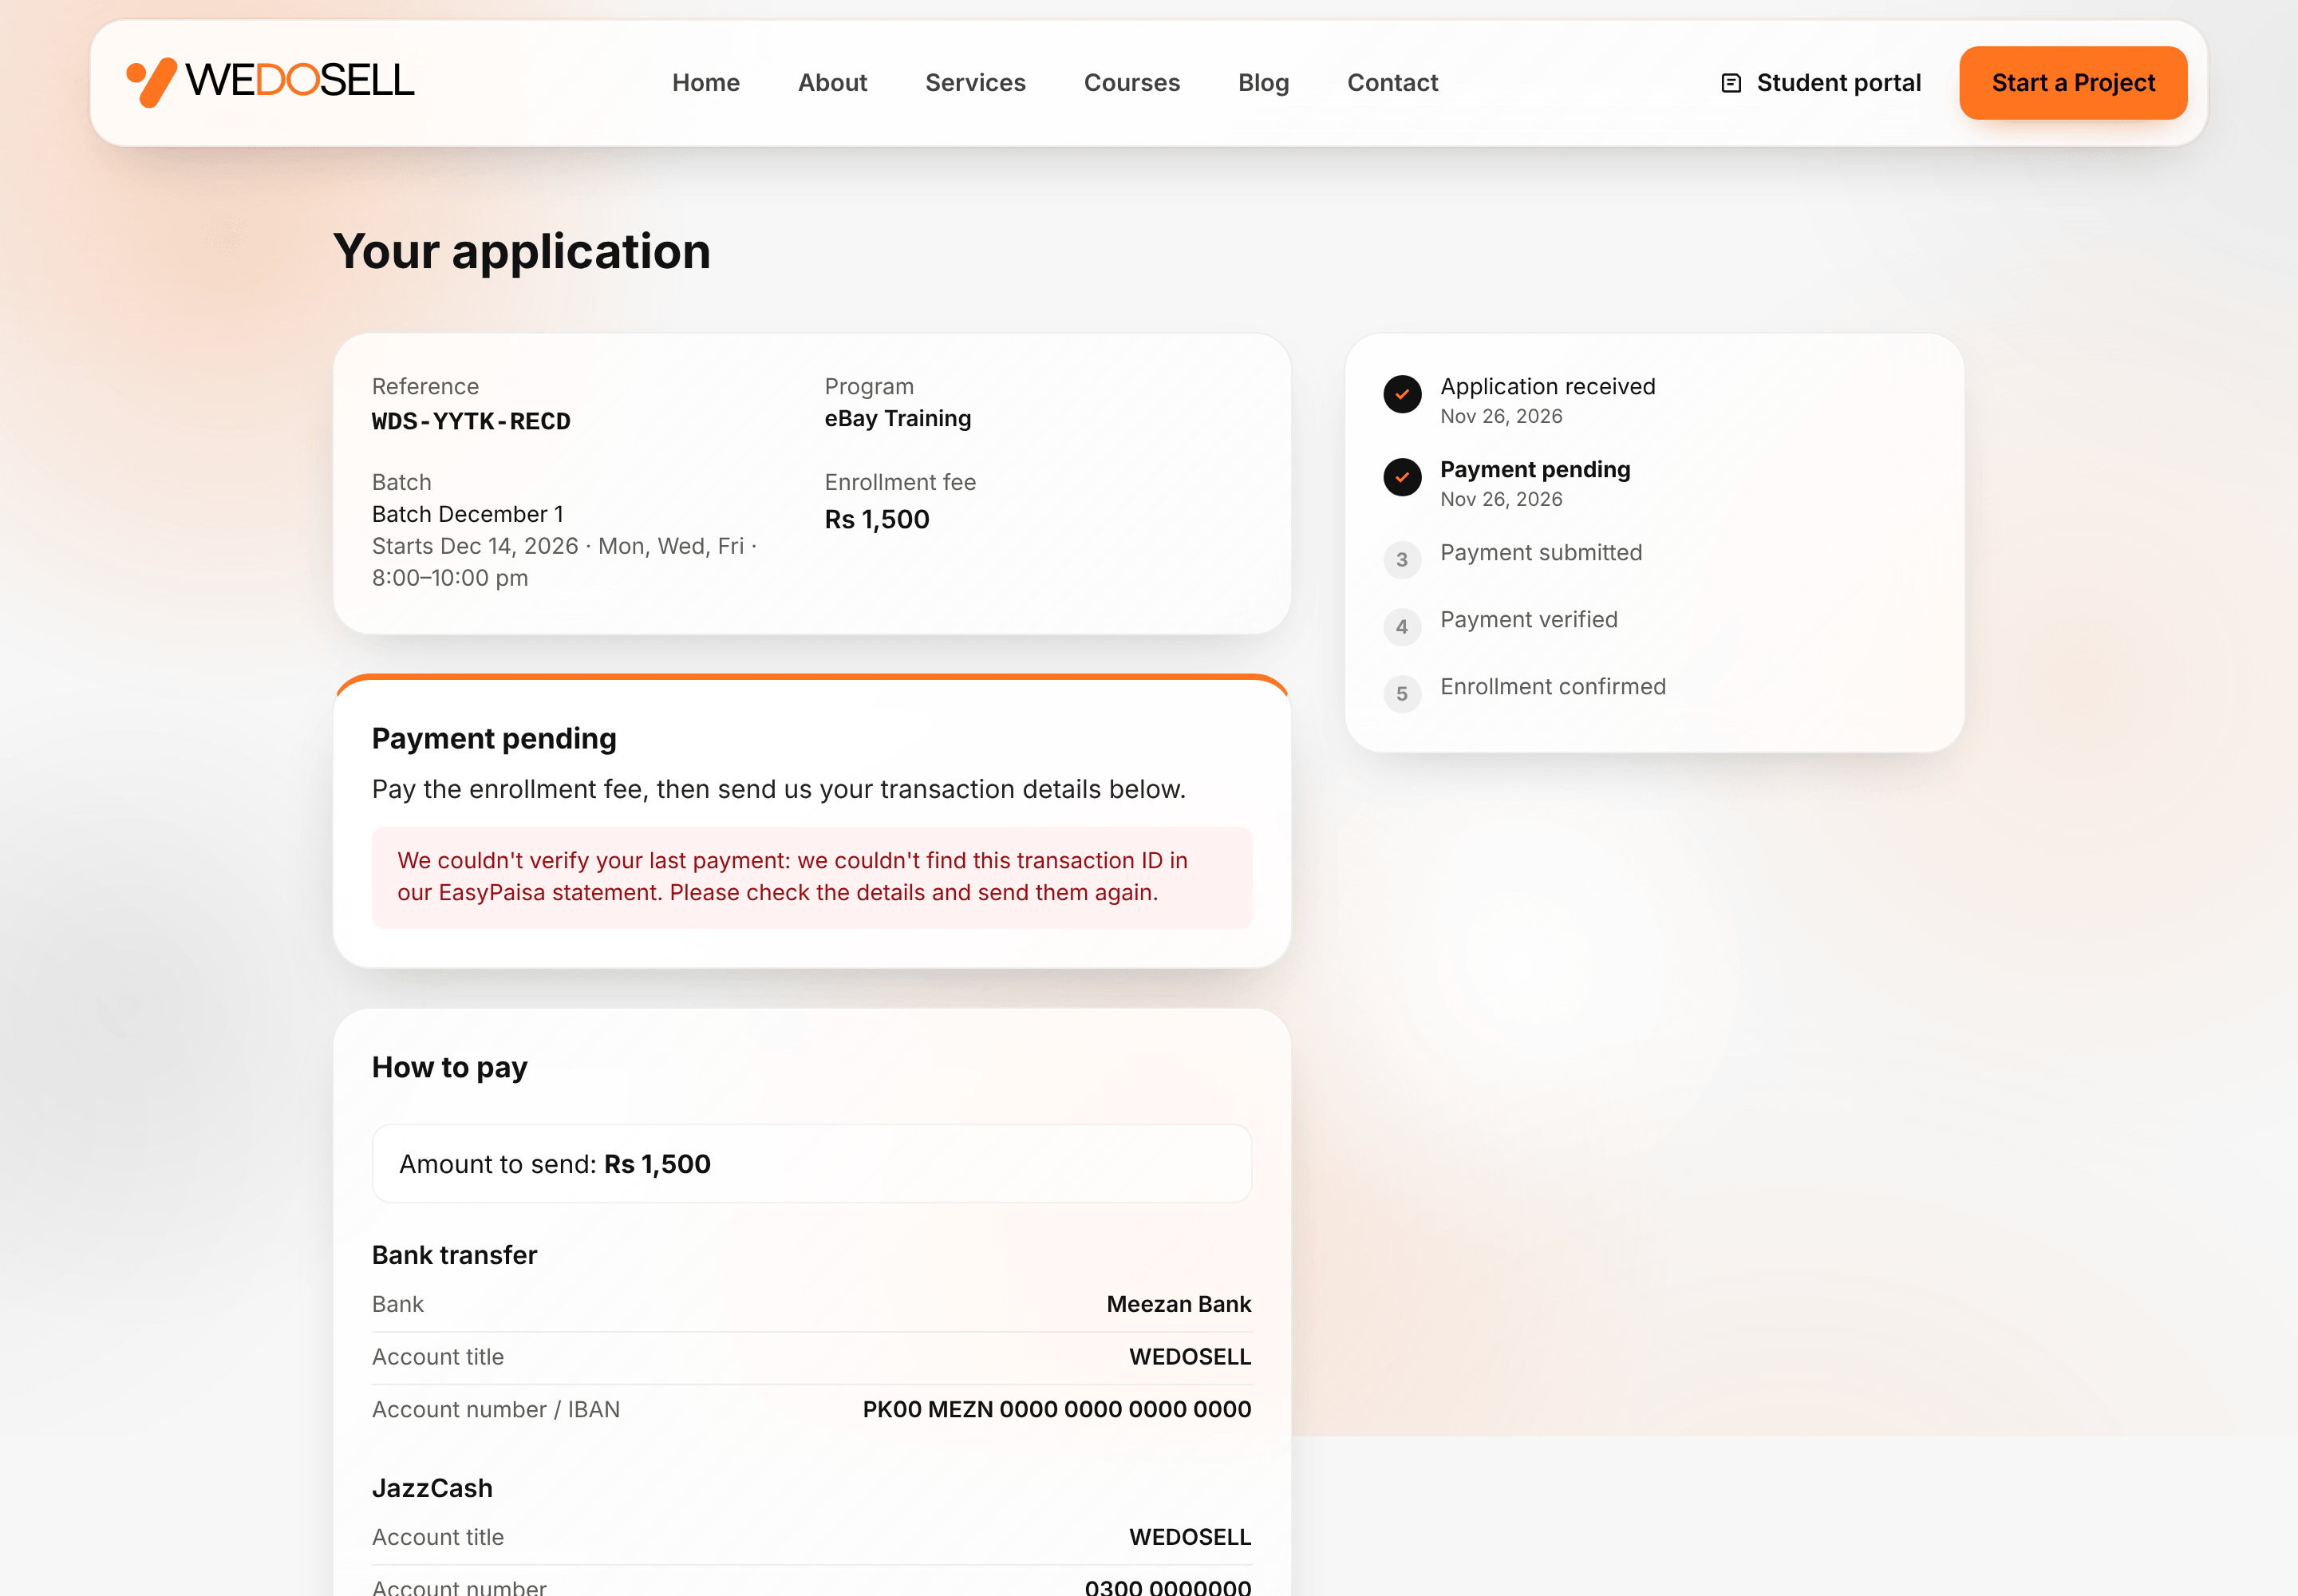 WEDOSELL
Home
About
Services
Courses
Blog
Contact
Student portal
Start a Project
Your application
Reference
WDS-YYTK-RECD
Program
eBay Training
Batch
Batch December 1
Starts Dec 14, 2026 · Mon, Wed, Fri ·
8:00–10:00 pm
Enrollment fee
Rs 1,500
Application received
Nov 26, 2026
Payment pending
Nov 26, 2026
3 Payment submitted
4 Payment verified
5 Enrollment confirmed
Payment pending
Pay the enrollment fee, then send us your transaction details below.
We couldn't verify your last payment: we couldn't find this transaction ID in
our EasyPaisa statement. Please check the details and send them again.
How to pay
Amount to send: Rs 1,500
Bank transfer
Bank Meezan Bank
Account title WEDOSELL
Account number / IBAN PK00 MEZN 0000 0000 0000 0000
JazzCash
Account title WEDOSELL
Account number 0300 0000000